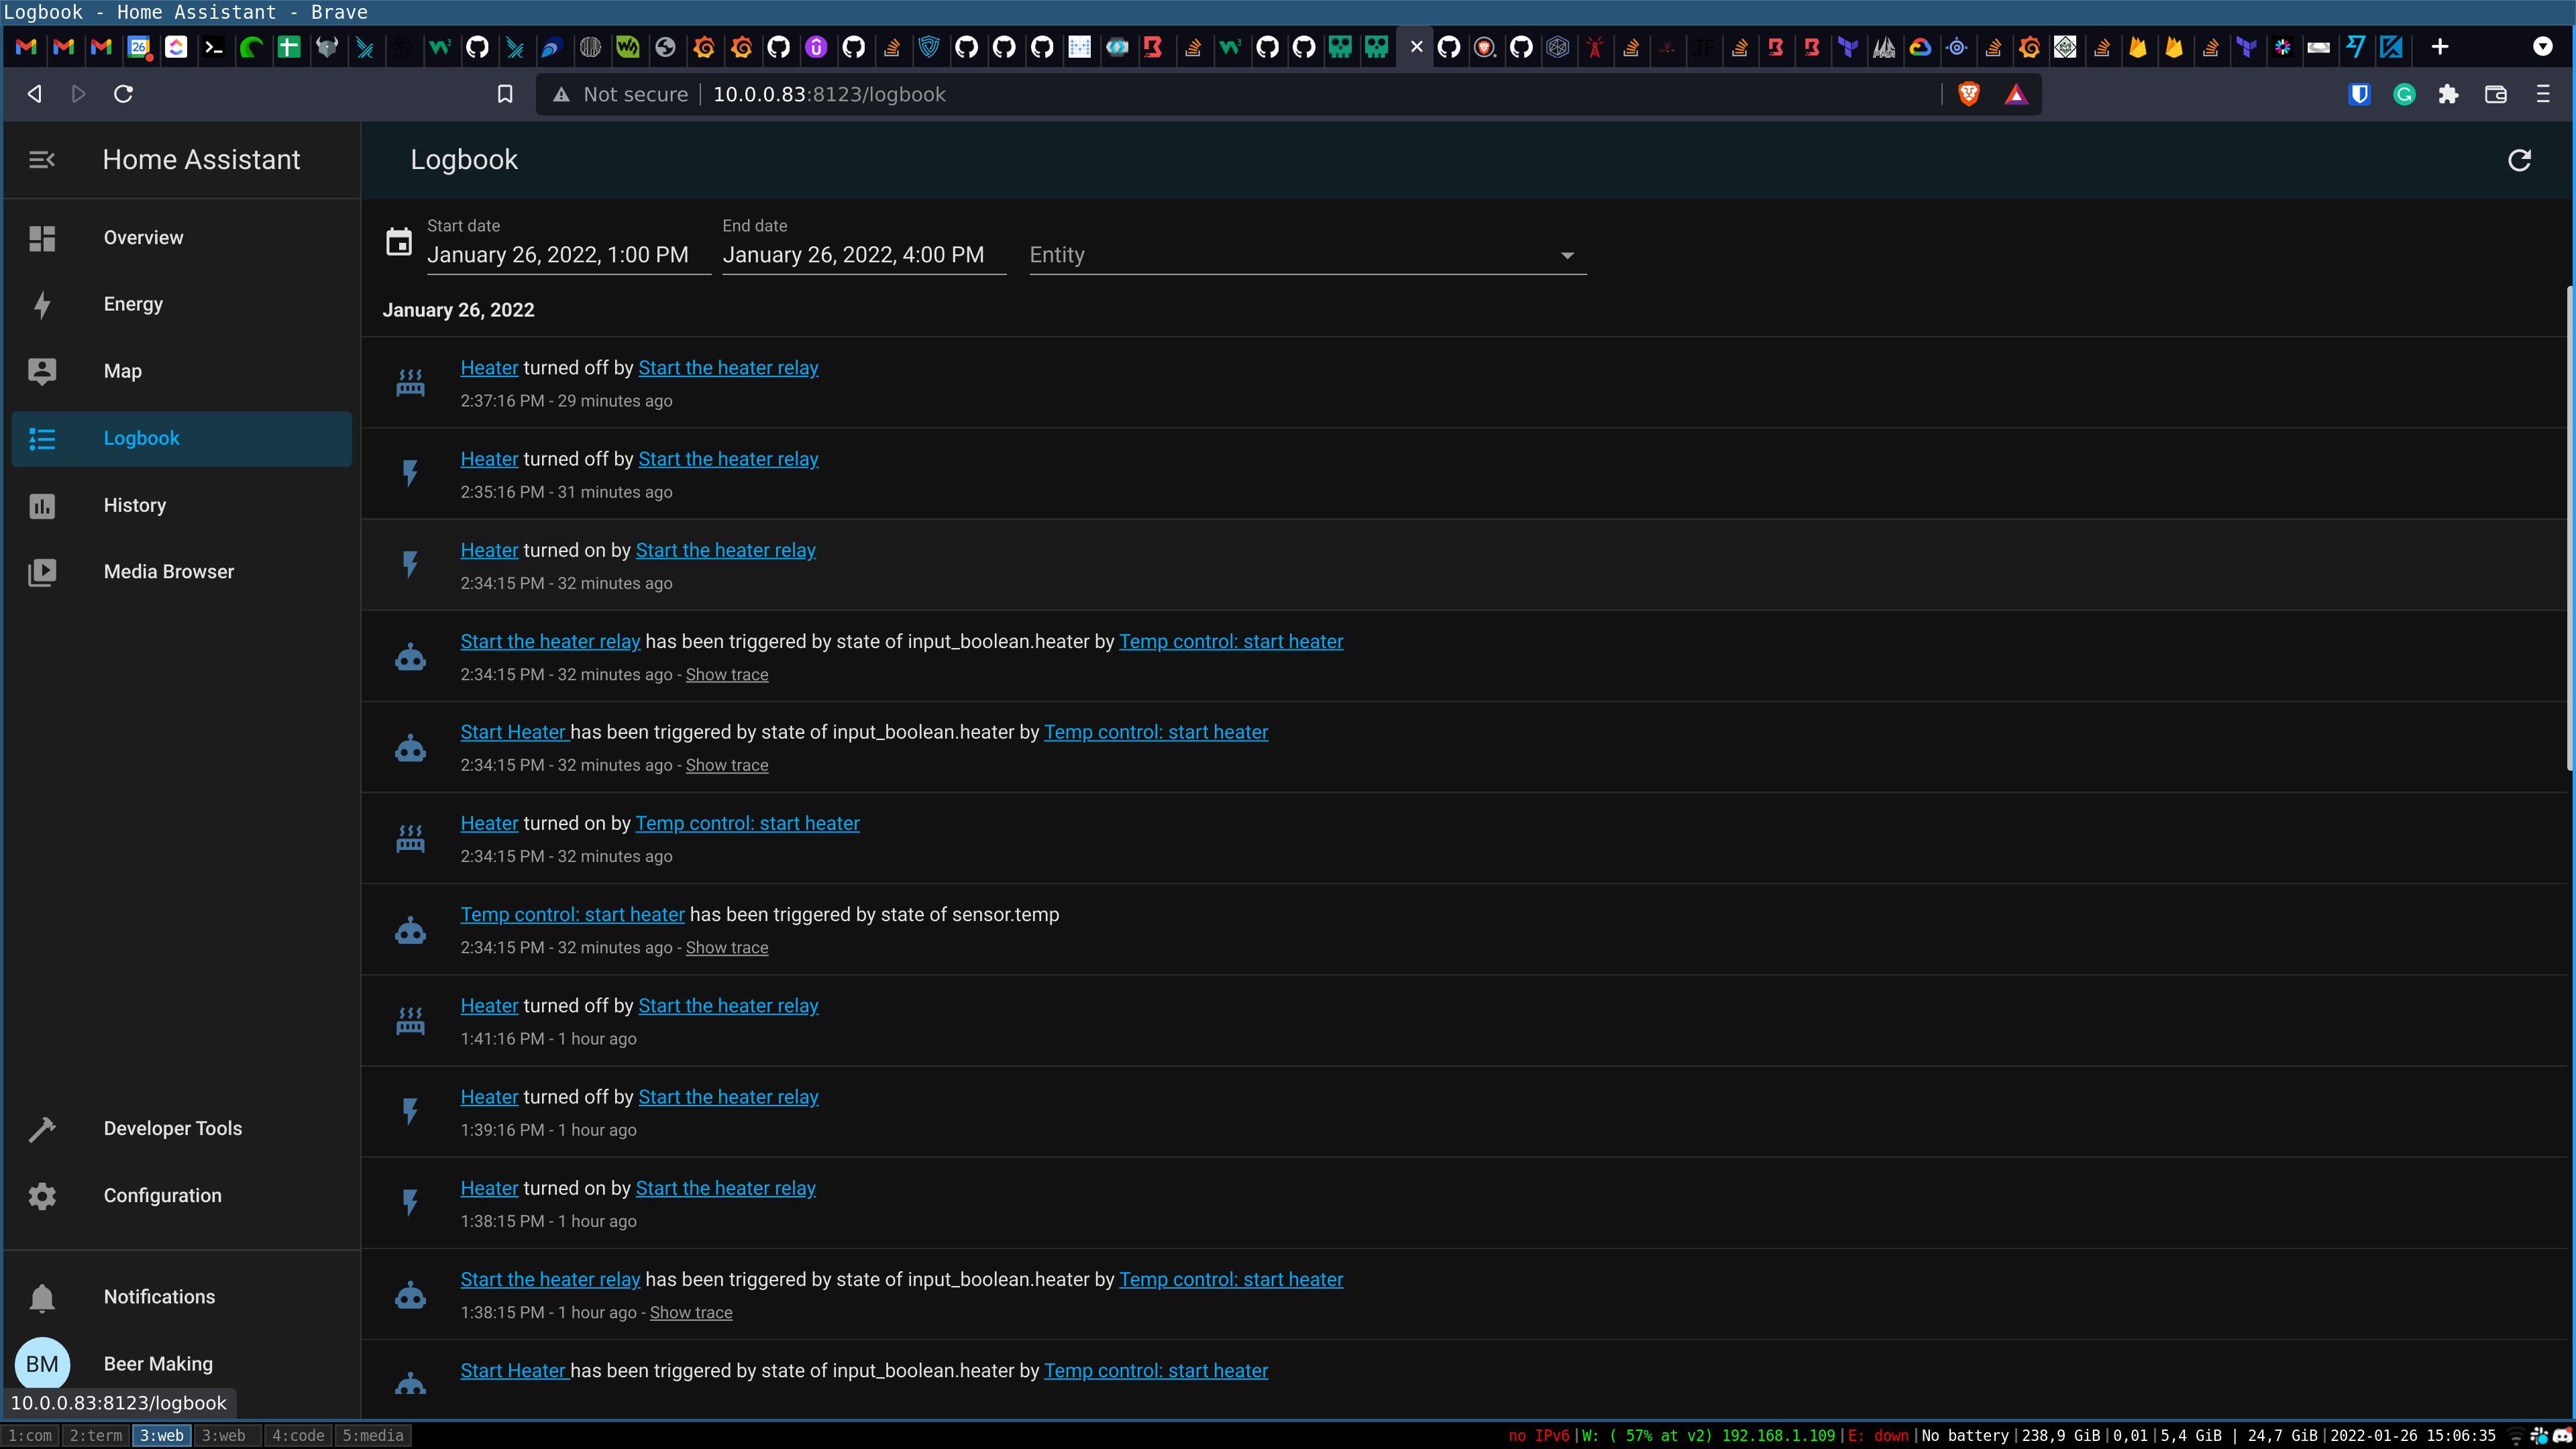 Logbook - Home Assistant - Brave
Not secure | 10.0.0.83:8123/logbook
Home Assistant
Logbook
Overview
Energy
Map
Logbook
History
Media Browser
Developer Tools
Configuration
Notifications
BM Beer Making
10.0.0.83:8123/logbook
Start date
January 26, 2022, 1:00 PM
End date
January 26, 2022, 4:00 PM
Entity
January 26, 2022
Heater turned off by Start the heater relay
2:37:16 PM - 29 minutes ago
Heater turned off by Start the heater relay
2:35:16 PM - 31 minutes ago
Heater turned on by Start the heater relay
2:34:15 PM - 32 minutes ago
Start the heater relay has been triggered by state of input_boolean.heater by Temp control: start heater
2:34:15 PM - 32 minutes ago - Show trace
Start Heater has been triggered by state of input_boolean.heater by Temp control: start heater
2:34:15 PM - 32 minutes ago - Show trace
Heater turned on by Temp control: start heater
2:34:15 PM - 32 minutes ago
Temp control: start heater has been triggered by state of sensor.temp
2:34:15 PM - 32 minutes ago - Show trace
Heater turned off by Start the heater relay
1:41:16 PM - 1 hour ago
Heater turned off by Start the heater relay
1:39:16 PM - 1 hour ago
Heater turned on by Start the heater relay
1:38:15 PM - 1 hour ago
Start the heater relay has been triggered by state of input_boolean.heater by Temp control: start heater
1:38:15 PM - 1 hour ago - Show trace
Start Heater has been triggered by state of input_boolean.heater by Temp control: start heater
1:com 2:term 3:web 3:web 4:code 5:media
no IPv6|W: ( 57% at v2) 192.168.1.109|E: down|No battery|238,9 GiB|0,01|5,4 GiB | 24,7 GiB|2022-01-26 15:06:35